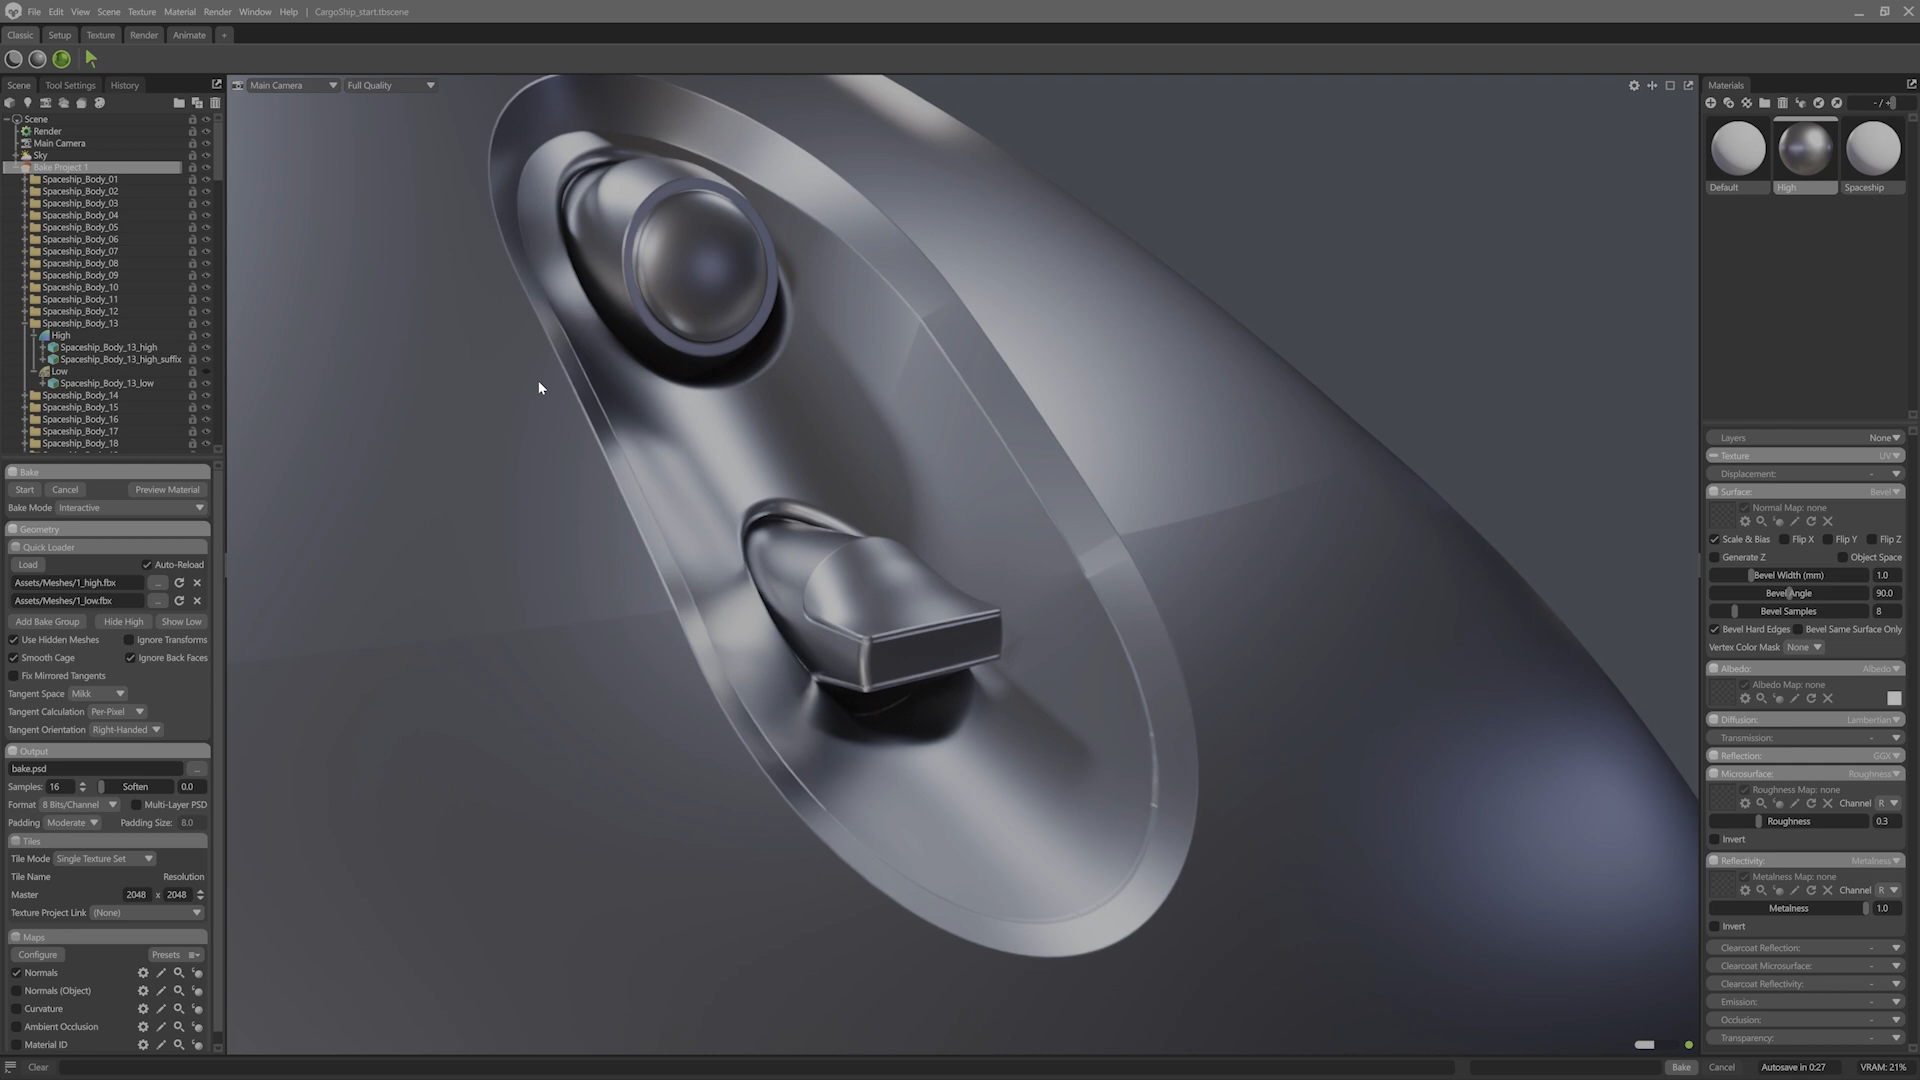 File Edit View Scene Texture Material Render Window Help | CargoShip_start.tbscene
Classic Setup Texture Render Animate +
Scene Tool Settings History
Main Camera Full Quality
Scene
Render
Main Camera
Sky
Bake Project 1
Spaceship_Body_01
Spaceship_Body_02
Spaceship_Body_03
Spaceship_Body_04
Spaceship_Body_05
Spaceship_Body_06
Spaceship_Body_07
Spaceship_Body_08
Spaceship_Body_09
Spaceship_Body_10
Spaceship_Body_11
Spaceship_Body_12
Spaceship_Body_13
High
Spaceship_Body_13_high
Spaceship_Body_13_high_suffix
Low
Spaceship_Body_13_low
Spaceship_Body_14
Spaceship_Body_15
Spaceship_Body_16
Spaceship_Body_17
Spaceship_Body_18
Bake
Start Cancel Preview Material
Bake Mode Interactive
Geometry
Quick Loader
Load Auto-Reload
Assets/Meshes/1_high.fbx ...
Assets/Meshes/1_low.fbx ...
Add Bake Group Hide High Show Low
Use Hidden Meshes Ignore Transforms
Smooth Cage Ignore Back Faces
Fix Mirrored Tangents
Tangent Space Mikk
Tangent Calculation Per-Pixel
Tangent Orientation Right-Handed
Output
bake.psd ...
Samples: 16 Soften 0.0
Format 8 Bits/Channel Multi-Layer PSD
Padding Moderate Padding Size: 8.0
Tiles
Tile Mode Single Texture Set
Tile Name Resolution
Master 2048 x 2048
Texture Project Link (None)
Maps
Configure Presets
Normals
Normals (Object)
Curvature
Ambient Occlusion
Material ID
Materials
- / +
Default High Spaceship
Layers None
Texture UV
Displacement: -
Surface: Bevel
Normal Map: none
Scale & Bias Flip X Flip Y Flip Z
Generate Z Object Space
Bevel Width (mm) 1.0
Bevel Angle 90.0
Bevel Samples 8
Bevel Hard Edges Bevel Same Surface Only
Vertex Color Mask None
Albedo: Albedo
Albedo Map: none
Diffusion: Lambertian
Transmission: -
Reflection: GGX
Microsurface: Roughness
Roughness Map: none
Channel R
Roughness 0.3
Invert
Reflectivity: Metalness
Metalness Map: none
Channel R
Metalness 1.0
Invert
Clearcoat Reflection: -
Clearcoat Microsurface: -
Clearcoat Reflectivity: -
Emission: -
Occlusion: -
Transparency: -
Clear Bake Cancel Autosave in 0:27 VRAM: 21%